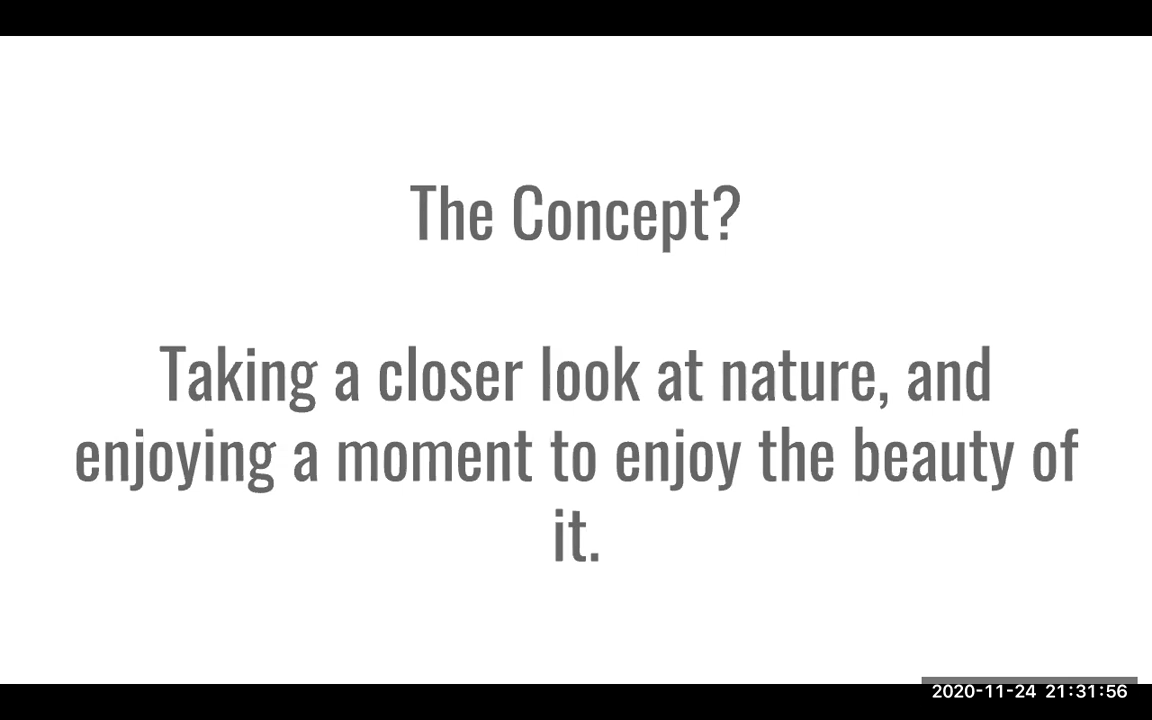 The Concept?
Taking a closer look at nature, and
enjoying a moment to enjoy the beauty of
it.
2020-11-24 21:31:56